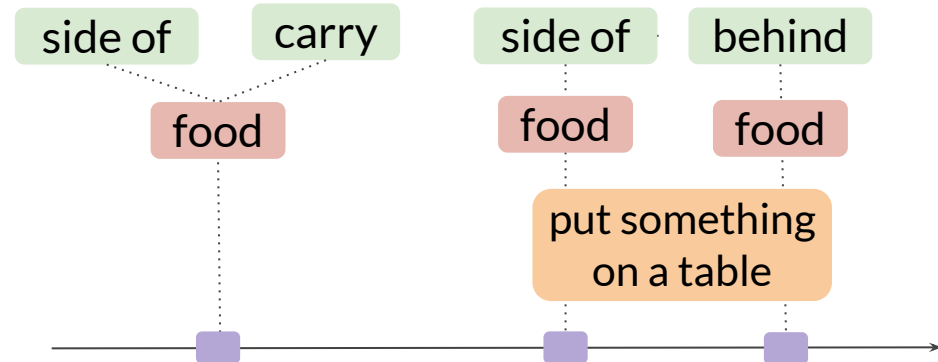 side of
carry
side of
behind
food
food
food
put something
on a table